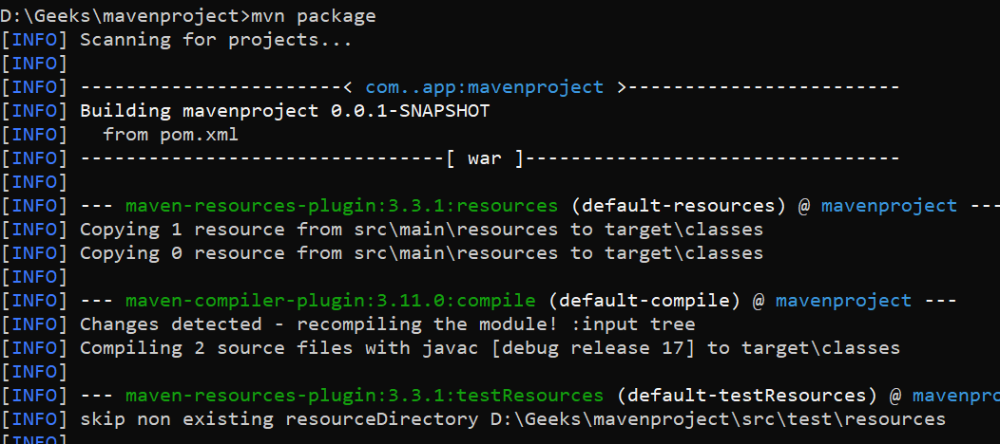 D:\Geeks\mavenproject>mvn package
[INFO] Scanning for projects...
[INFO]
[INFO] -----------------------< com..app:mavenproject >------------------------
[INFO] Building mavenproject 0.0.1-SNAPSHOT
[INFO]   from pom.xml
[INFO] --------------------------------[ war ]---------------------------------
[INFO]
[INFO] --- maven-resources-plugin:3.3.1:resources (default-resources) @ mavenproject ---
[INFO] Copying 1 resource from src\main\resources to target\classes
[INFO] Copying 0 resource from src\main\resources to target\classes
[INFO]
[INFO] --- maven-compiler-plugin:3.11.0:compile (default-compile) @ mavenproject ---
[INFO] Changes detected - recompiling the module! :input tree
[INFO] Compiling 2 source files with javac [debug release 17] to target\classes
[INFO]
[INFO] --- maven-resources-plugin:3.3.1:testResources (default-testResources) @ mavenpro
[INFO] skip non existing resourceDirectory D:\Geeks\mavenproject\src\test\resources
[INFO]